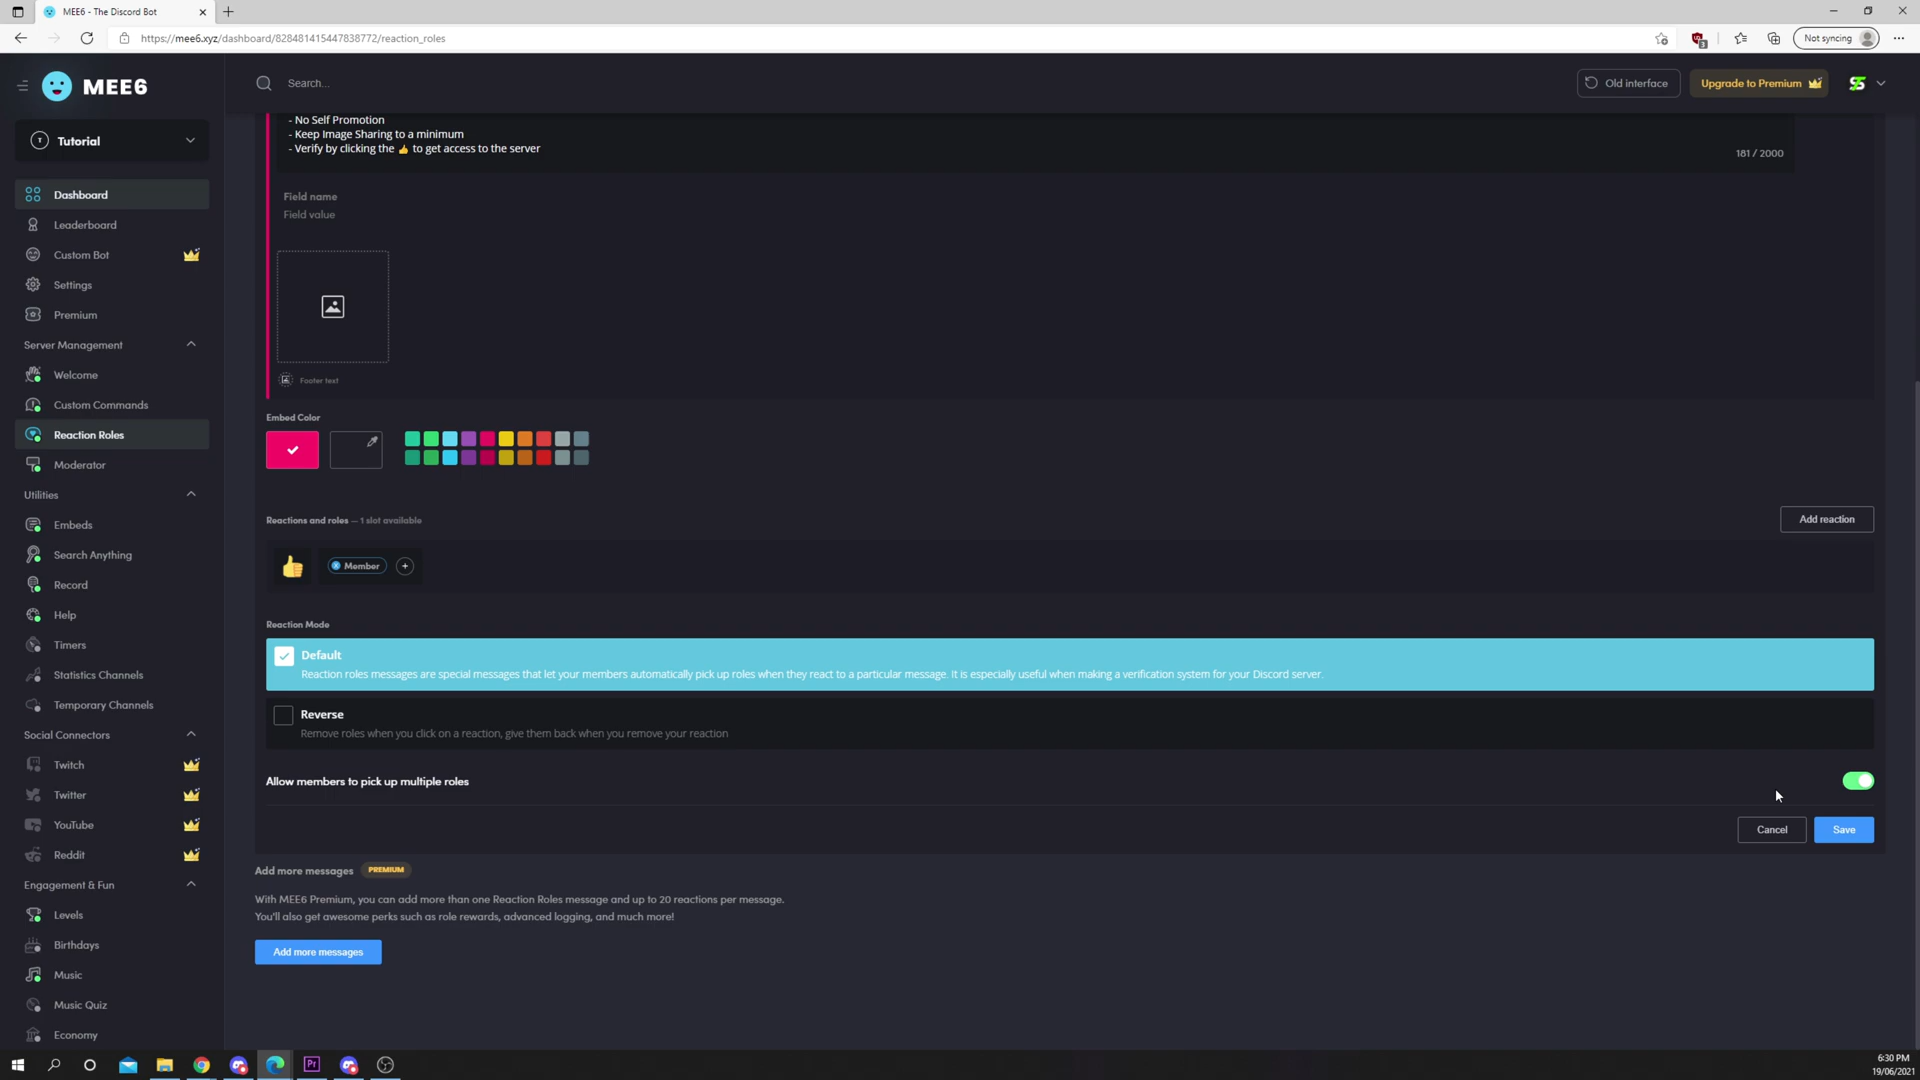 MEE6 - The Discord Bot
https://mee6.xyz/dashboard/828481415447838772/reaction_roles
Not syncing
MEE6
Search...
Old interface
Upgrade to Premium
T Tutorial
Dashboard
Leaderboard
Custom Bot
Settings
Premium
Server Management
Welcome
Custom Commands
Reaction Roles
Moderator
Utilities
Embeds
Search Anything
Record
Help
Timers
Statistics Channels
Temporary Channels
Social Connectors
Twitch
Twitter
YouTube
Reddit
Engagement & Fun
Levels
Birthdays
Music
Music Quiz
Economy
- No Self Promotion
- Keep Image Sharing to a minimum
- Verify by clicking the 👍 to get access to the server
181 / 2000
Field name
Field value
Footer text
Embed Color
Reactions and roles — 1 slot available
Add reaction
Member
Reaction Mode
Default
Reaction roles messages are special messages that let your members automatically pick up roles when they react to a particular message. It is especially useful when making a verification system for your Discord server.
Reverse
Remove roles when you click on a reaction, give them back when you remove your reaction
Allow members to pick up multiple roles
Cancel
Save
Add more messages PREMIUM
With MEE6 Premium, you can add more than one Reaction Roles message and up to 20 reactions per message.
You'll also get awesome perks such as role rewards, advanced logging, and much more!
Add more messages
Pr
6:30 PM
19/06/2021